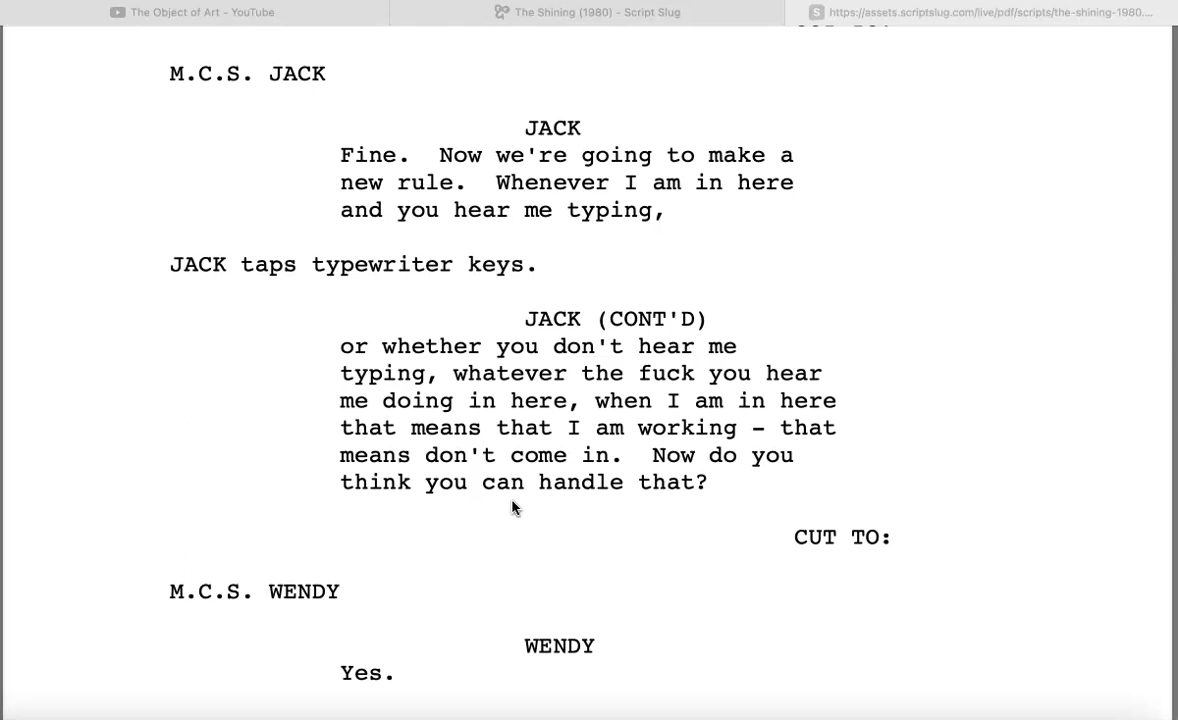 The Object of Art - YouTube
The Shining (1980) - Script Slug
S https://assets.scriptslug.com/live/pdf/scripts/the-shining-1980....
M.C.S. JACK
JACK
Fine.  Now we're going to make a
new rule.  Whenever I am in here
and you hear me typing,
JACK taps typewriter keys.
JACK (CONT'D)
or whether you don't hear me
typing, whatever the fuck you hear
me doing in here, when I am in here
that means that I am working - that
means don't come in.  Now do you
think you can handle that?
CUT TO:
M.C.S. WENDY
WENDY
Yes.